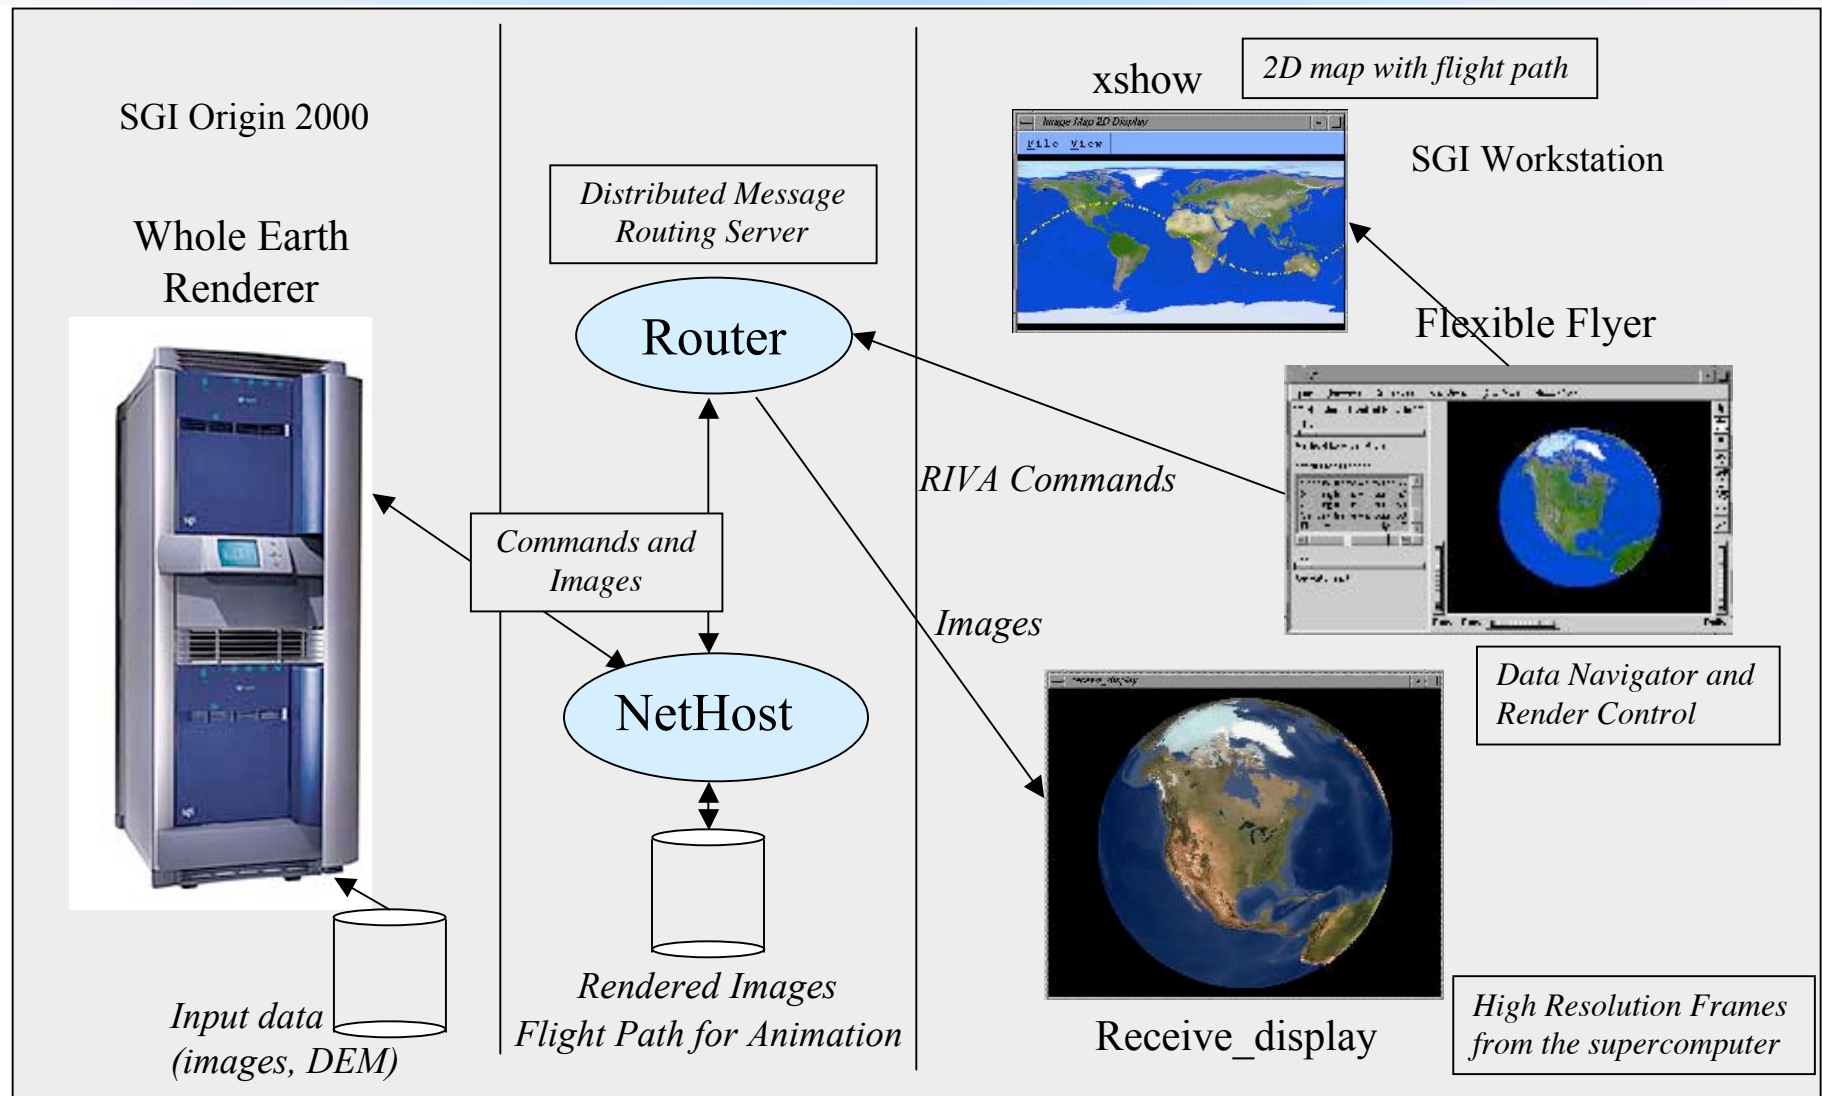 SGI Origin 2000
Whole Earth
Renderer
Input data
(images, DEM)
Distributed Message
Routing Server
Router
Commands and
Images
NetHost
Rendered Images
Flight Path for Animation
xshow
2D map with flight path
Image Map 2D Display
File View
SGI Workstation
Flexible Flyer
RIVA Commands
Images
Data Navigator and
Render Control
receive_display
Receive_display
High Resolution Frames
from the supercomputer